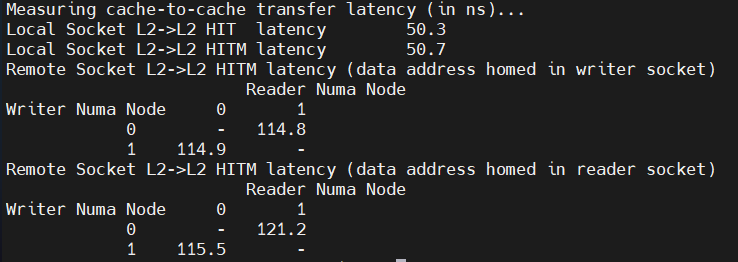 Measuring cache-to-cache transfer latency (in ns)...
Local Socket L2->L2 HIT  latency        50.3
Local Socket L2->L2 HITM latency        50.7
Remote Socket L2->L2 HITM latency (data address homed in writer socket)
                        Reader Numa Node
Writer Numa Node     0       1
            0        -   114.8
            1    114.9       -
Remote Socket L2->L2 HITM latency (data address homed in reader socket)
                        Reader Numa Node
Writer Numa Node     0       1
            0        -   121.2
            1    115.5       -